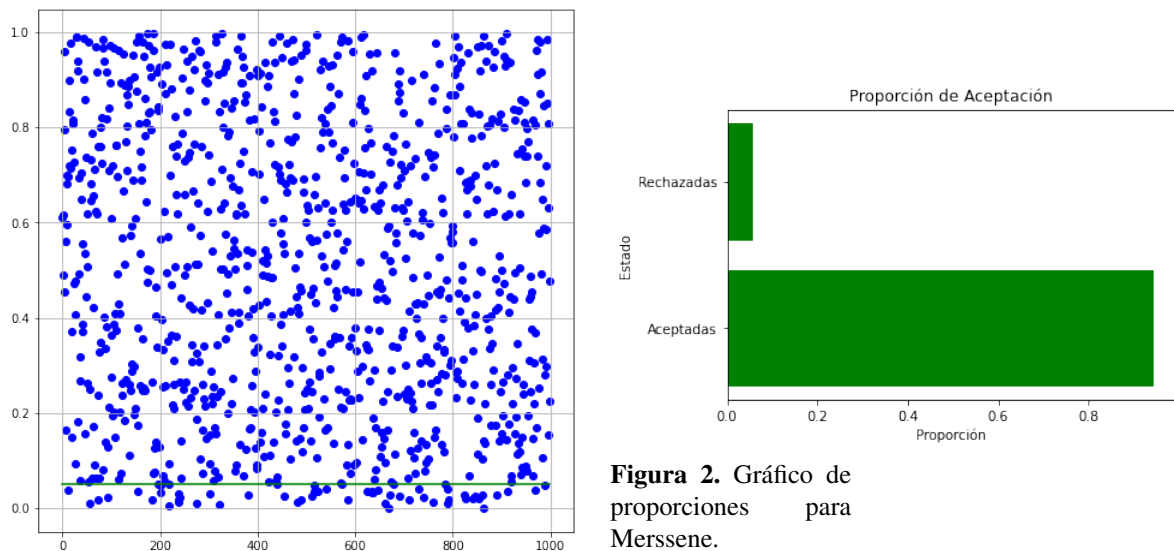 1.0
0.8
0.6
0.4
0.2
0.0
0
200
400
600
800
1000
Proporción de Aceptación
Rechazadas
Aceptadas
Estado
0.0
0.2
0.4
0.6
0.8
Proporción
Figura 2. Gráfico de
proporciones para
Merssene.